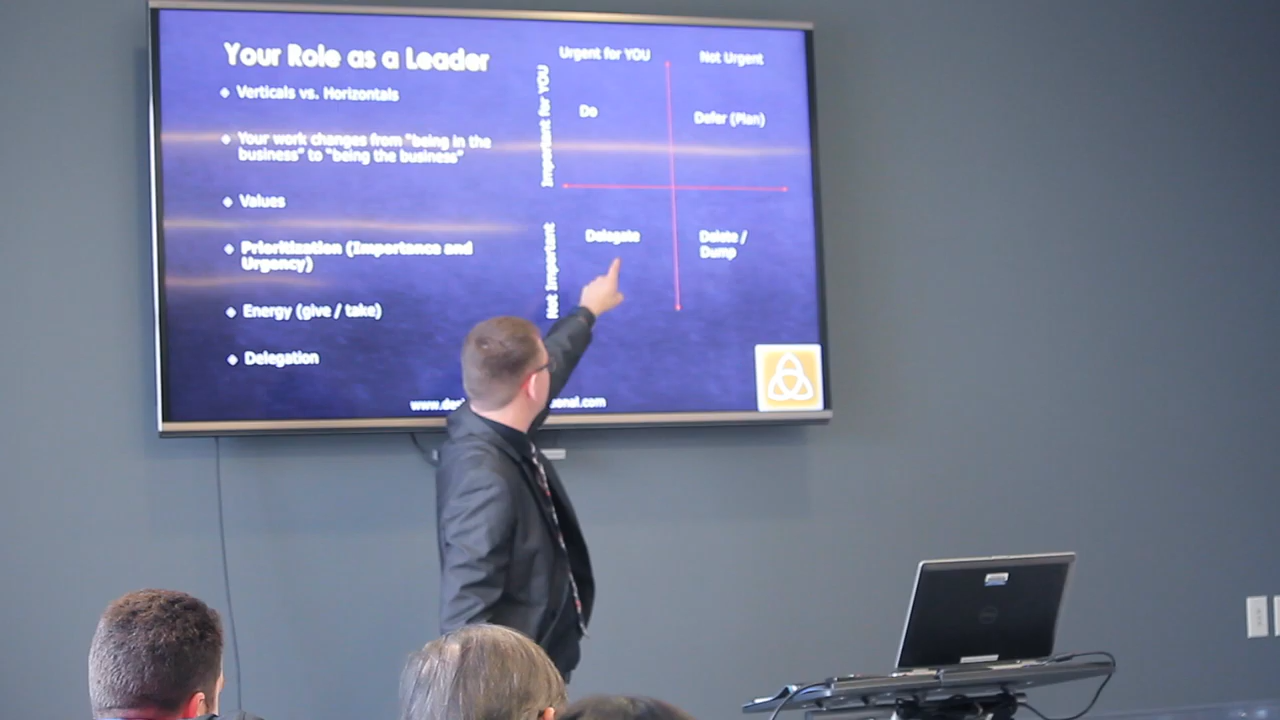 Your Role as a Leader
Verticals vs. Horizontals
Your work changes from "being in the
business" to "being the business"
Values
Prioritization (Importance and
Urgency)
Energy (give / take)
Delegation
Urgent for YOU
Not Urgent
Important for YOU
Do
Defer (Plan)
Not Important
Delegate
Delete /
Dump